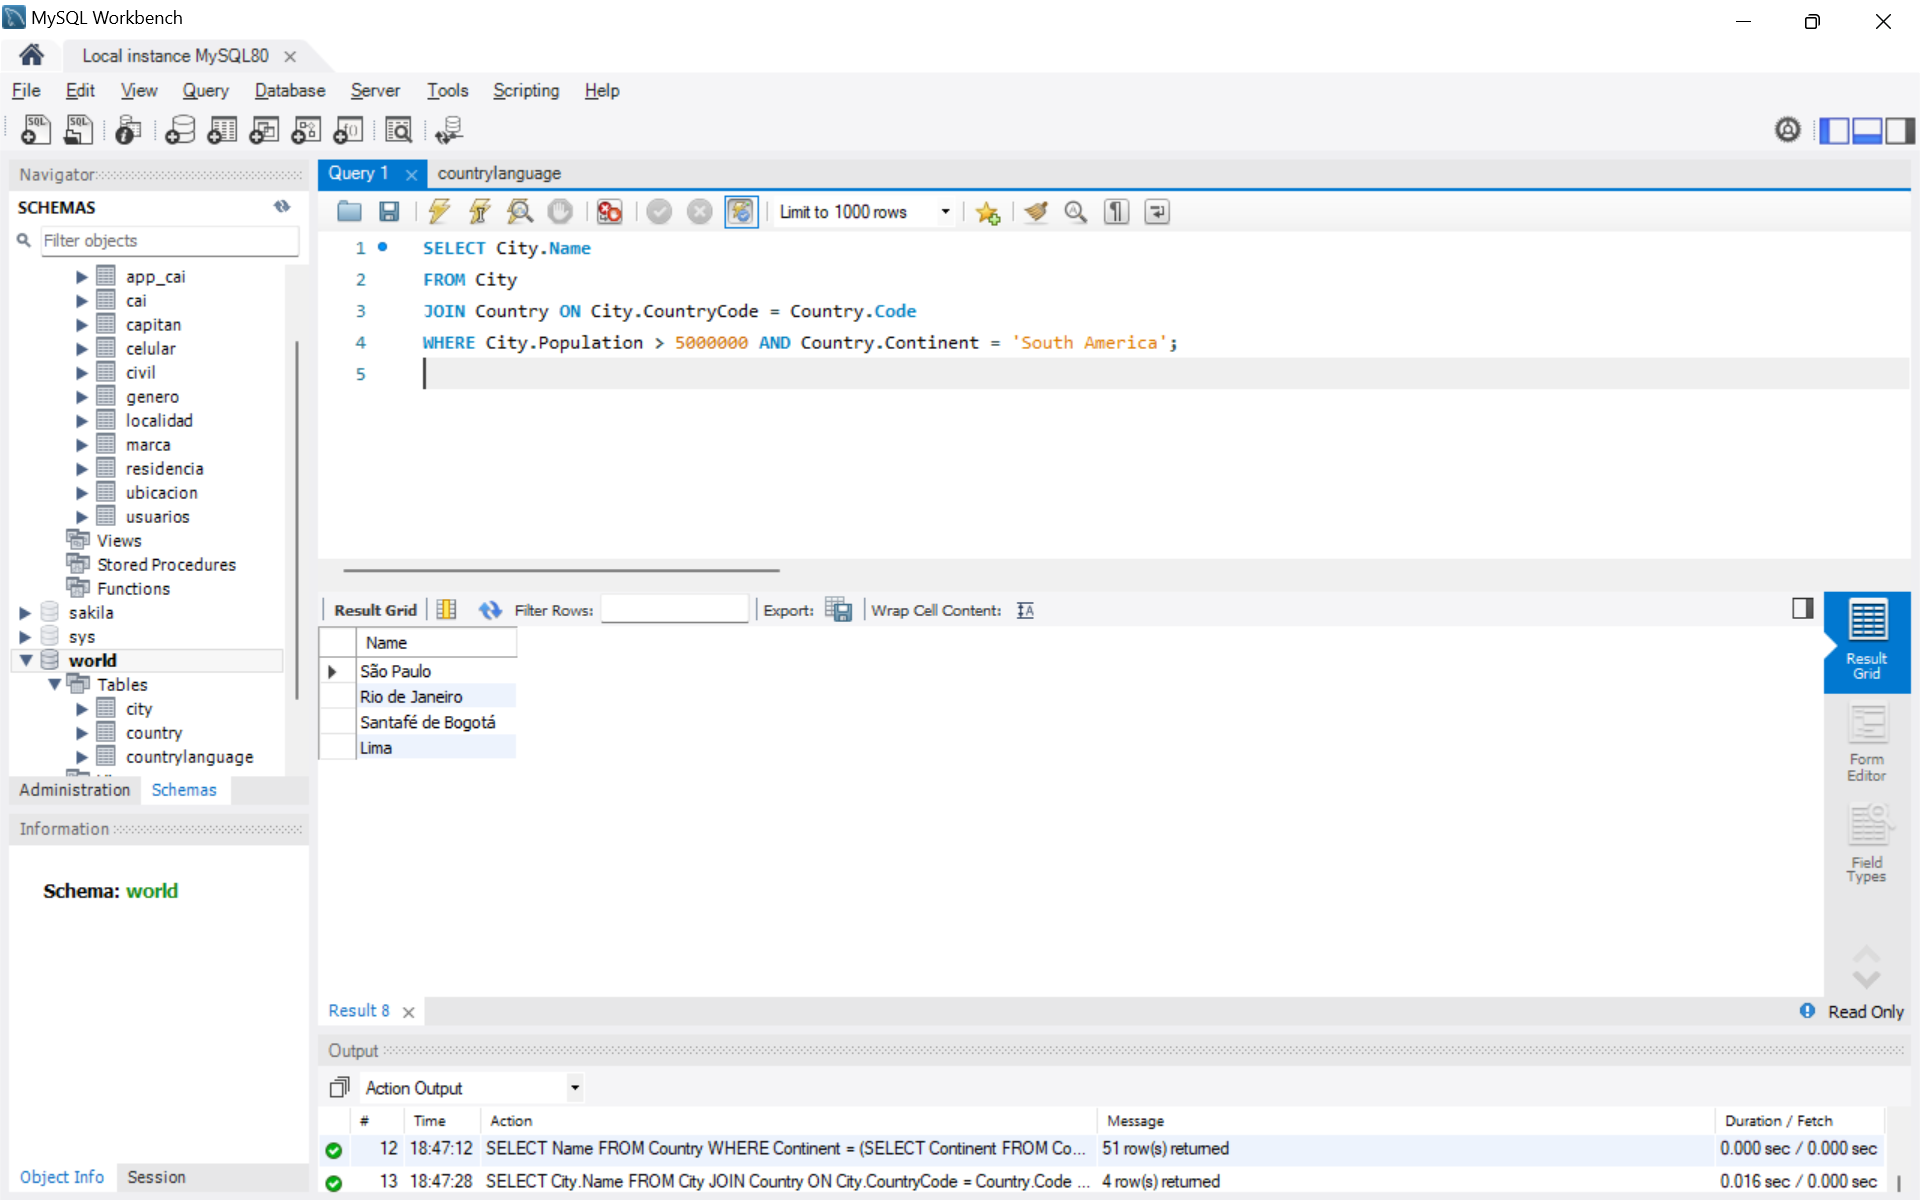 MySQL Workbench
Local instance MySQL80
File Edit View Query Database Server Tools Scripting Help
Navigator
SCHEMAS
Filter objects
app_cai
cai
capitan
celular
civil
genero
localidad
marca
residencia
ubicacion
usuarios
Views
Stored Procedures
Functions
sakila
sys
world
Tables
city
country
countrylanguage
Administration Schemas
Information
Schema: world
Object Info Session
Query 1 countrylanguage
Limit to 1000 rows
1 SELECT City.Name
2 FROM City
3 JOIN Country ON City.CountryCode = Country.Code
4 WHERE City.Population > 5000000 AND Country.Continent = 'South America';
5
Result Grid Filter Rows: Export: Wrap Cell Content:
Name
São Paulo
Rio de Janeiro
Santafé de Bogotá
Lima
Result
Grid
Form
Editor
Field
Types
Result 8 Read Only
Output
Action Output
# Time Action Message Duration / Fetch
12 18:47:12 SELECT Name FROM Country WHERE Continent = (SELECT Continent FROM Co... 51 row(s) returned 0.000 sec / 0.000 sec
13 18:47:28 SELECT City.Name FROM City JOIN Country ON City.CountryCode = Country.Code ... 4 row(s) returned 0.016 sec / 0.000 sec